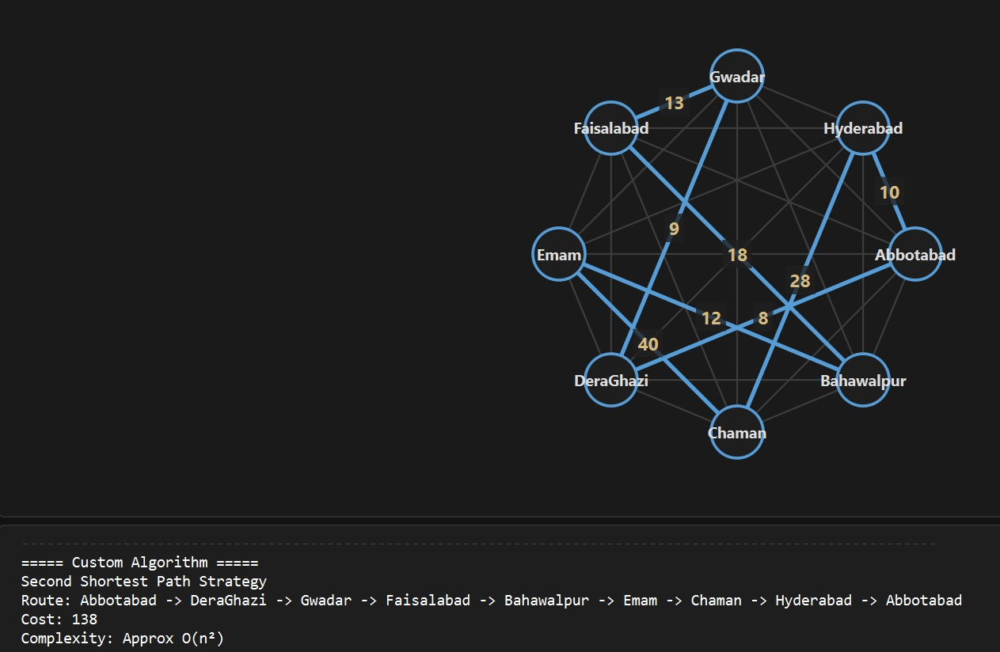 Gwadar
13
Faisalabad
Hyderabad
10
9
Emam
18
Abbotabad
28
12
8
40
DeraGhazi
Bahawalpur
Chaman
--------------------------------------------------------------------------------------------------------------
===== Custom Algorithm =====
Second Shortest Path Strategy
Route: Abbotabad -> DeraGhazi -> Gwadar -> Faisalabad -> Bahawalpur -> Emam -> Chaman -> Hyderabad -> Abbotabad
Cost: 138
Complexity: Approx O(n²)